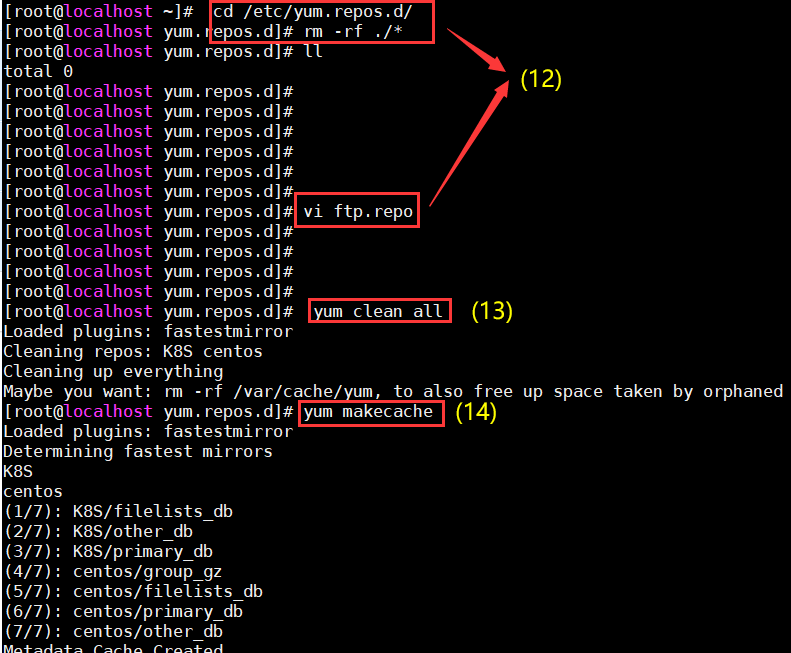 [root@localhost ~]# cd /etc/yum.repos.d/
[root@localhost yum.repos.d]# rm -rf ./*
[root@localhost yum.repos.d]# ll
total 0
(12)
[root@localhost yum.repos.d]#
[root@localhost yum.repos.d]#
[root@localhost yum.repos.d]#
[root@localhost yum.repos.d]#
[root@localhost yum.repos.d]#
[root@localhost yum.repos.d]#
[root@localhost yum.repos.d]# vi ftp.repo
[root@localhost yum.repos.d]#
[root@localhost yum.repos.d]#
[root@localhost yum.repos.d]#
[root@localhost yum.repos.d]#
[root@localhost yum.repos.d]# yum clean all (13)
Loaded plugins: fastestmirror
Cleaning repos: K8S centos
Cleaning up everything
Maybe you want: rm -rf /var/cache/yum, to also free up space taken by orphaned
[root@localhost yum.repos.d]# yum makecache (14)
Loaded plugins: fastestmirror
Determining fastest mirrors
K8S
centos
(1/7): K8S/filelists_db
(2/7): K8S/other_db
(3/7): K8S/primary_db
(4/7): centos/group_gz
(5/7): centos/filelists_db
(6/7): centos/primary_db
(7/7): centos/other_db
Metadata Cache Created